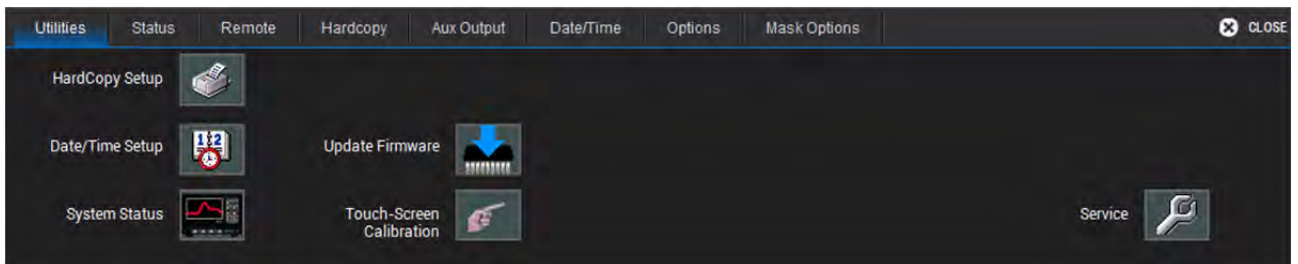 Utilities Status Remote Hardcopy Aux Output Date/Time Options Mask Options CLOSE
HardCopy Setup
Date/Time Setup Update Firmware
System Status Touch-Screen Calibration Service